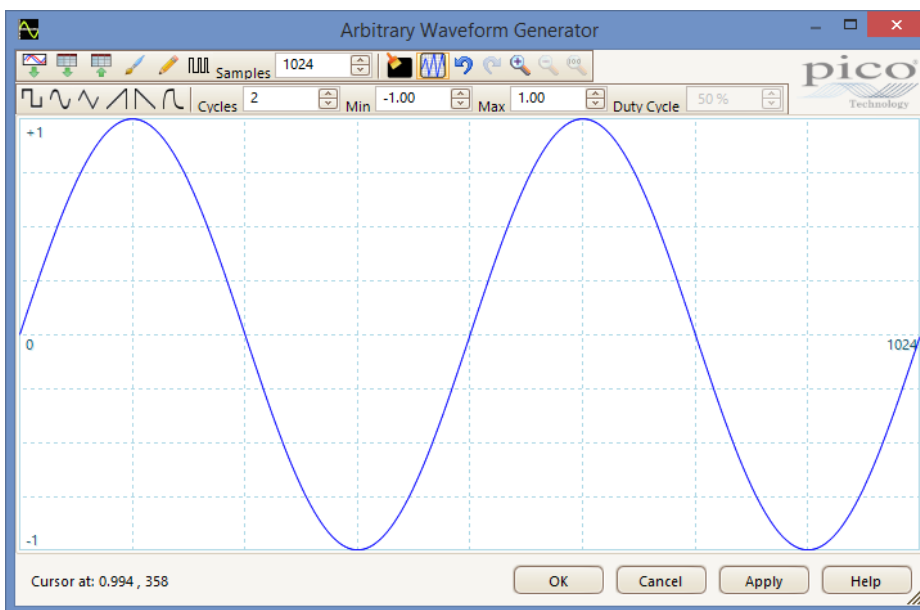 Arbitrary Waveform Generator
Samples 1024
pico
Technology
Cycles 2 Min -1.00 Max 1.00 Duty Cycle 50 %
+1
0
1024
-1
Cursor at: 0.994 , 358
OK Cancel Apply Help